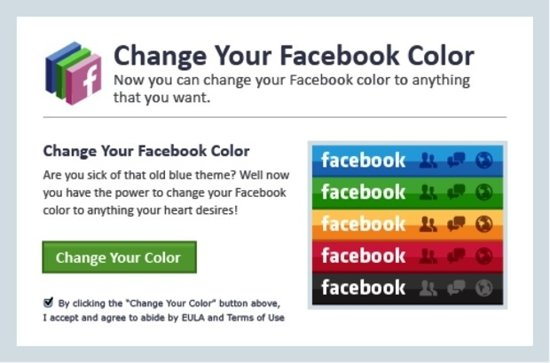 Change Your Facebook Color
Now you can change your Facebook color to anything
that you want.
f
Change Your Facebook Color
Are you sick of that old blue theme? Well now
you have the power to change your Facebook
color to anything your heart desires!
Change Your Color
By clicking the "Change Your Color" button above,
I accept and agree to abide by EULA and Terms of Use
facebook
facebook
facebook
facebook
facebook